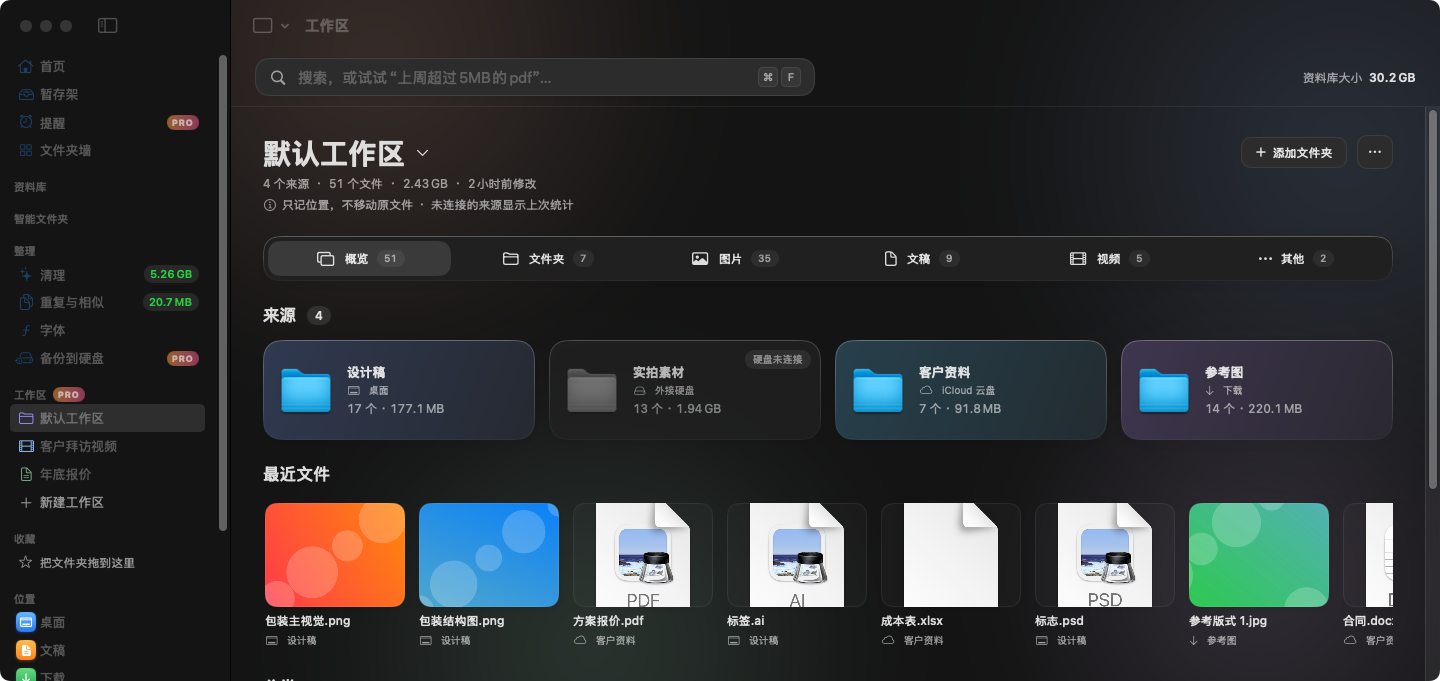 首页
暂存架
提醒 PRO
文件夹墙
资料库
智能文件夹
整理
清理 5.26 GB
重复与相似 20.7 MB
字体
备份到硬盘 PRO
工作区 PRO
默认工作区
客户拜访视频
年底报价
新建工作区
收藏
把文件夹拖到这里
位置
桌面
文稿
下载
工作区
搜索，或试试“上周超过5MB的pdf”... ⌘ F
资料库大小 30.2 GB
默认工作区
添加文件夹
4 个来源 · 51 个文件 · 2.43 GB · 2小时前修改
只记位置，不移动原文件 · 未连接的来源显示上次统计
概览 51
文件夹 7
图片 35
文稿 9
视频 5
其他 2
来源 4
设计稿
桌面
17 个 · 177.1 MB
硬盘未连接
实拍素材
外接硬盘
13 个 · 1.94 GB
客户资料
iCloud 云盘
7 个 · 91.8 MB
参考图
下载
14 个 · 220.1 MB
最近文件
PDF
AI
PSD
包装主视觉.png
设计稿
包装结构图.png
设计稿
方案报价.pdf
客户资料
标签.ai
设计稿
成本表.xlsx
客户资料
标志.psd
设计稿
参考版式 1.jpg
参考图
合同.doc
客户